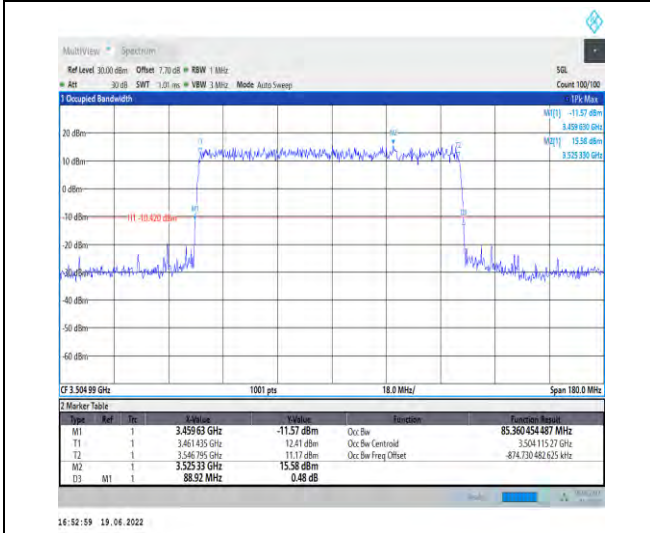 MultiView Spectrum
Ref Level 30.00 dBm Offset 7.70 dB RBW 1 MHz SGL
Att 30 dB SWT 1.01 ms VBW 3 MHz Mode Auto Sweep Count 100/100
1 Occupied Bandwidth 1Pk Max
M1[1] -11.57 dBm
3.459 630 GHz
M2[1] 15.58 dBm
3.525 330 GHz
20 dBm
T1 M2 T2
10 dBm
0 dBm
M1
-10 dBm H1 -10.420 dBm
D3
-20 dBm
-30 dBm
-40 dBm
-50 dBm
-60 dBm
CF 3.504 99 GHz 1001 pts 18.0 MHz/ Span 180.0 MHz
2 Marker Table
Type Ref Trc X-Value Y-Value Function Function Result
M1 1 3.459 63 GHz -11.57 dBm Occ Bw 85.360 454 487 MHz
T1 1 3.461 435 GHz 12.41 dBm Occ Bw Centroid 3.504 115 27 GHz
T2 1 3.546 795 GHz 11.17 dBm Occ Bw Freq Offset -874.730 482 625 kHz
M2 1 3.525 33 GHz 15.58 dBm
D3 M1 1 88.92 MHz 0.48 dB
16:52:59 19.06.2022